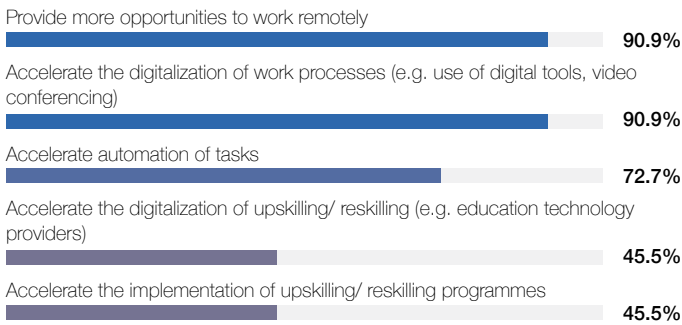 Provide more opportunities to work remotely
90.9%
Accelerate the digitalization of work processes (e.g. use of digital tools, video
conferencing)
90.9%
Accelerate automation of tasks
72.7%
Accelerate the digitalization of upskilling/ reskilling (e.g. education technology
providers)
45.5%
Accelerate the implementation of upskilling/ reskilling programmes
45.5%